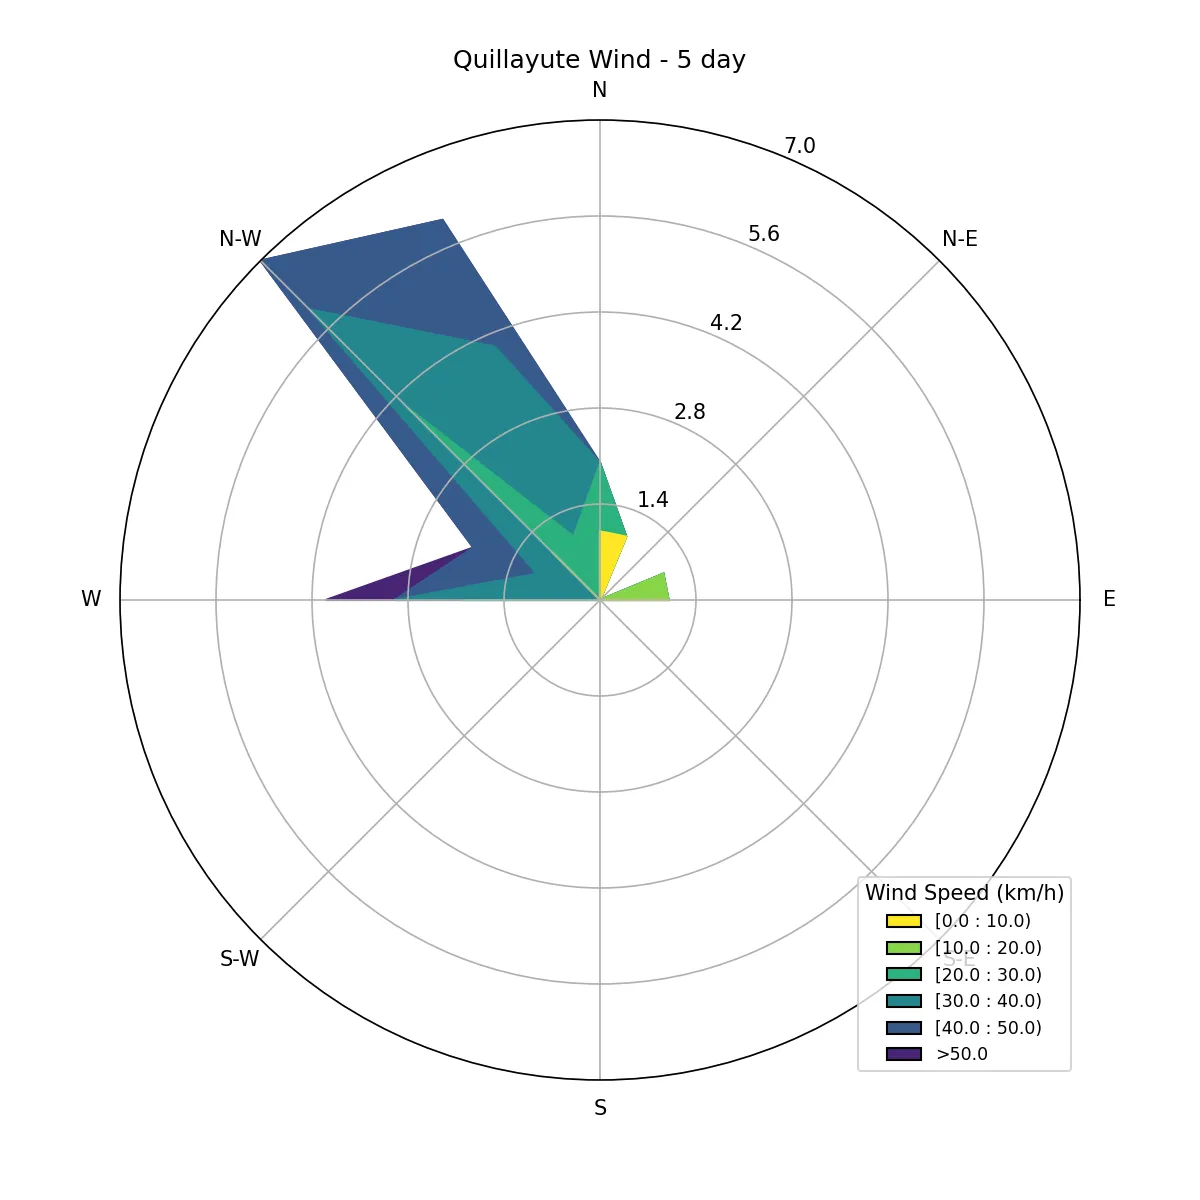 Quillayute Wind - 5 day
N
7.0
N-W
5.6
N-E
4.2
2.8
1.4
W
E
Wind Speed (km/h)
[0.0 : 10.0)
[10.0 : 20.0)
S-W
S-E
[20.0 : 30.0)
[30.0 : 40.0)
[40.0 : 50.0)
>50.0
S